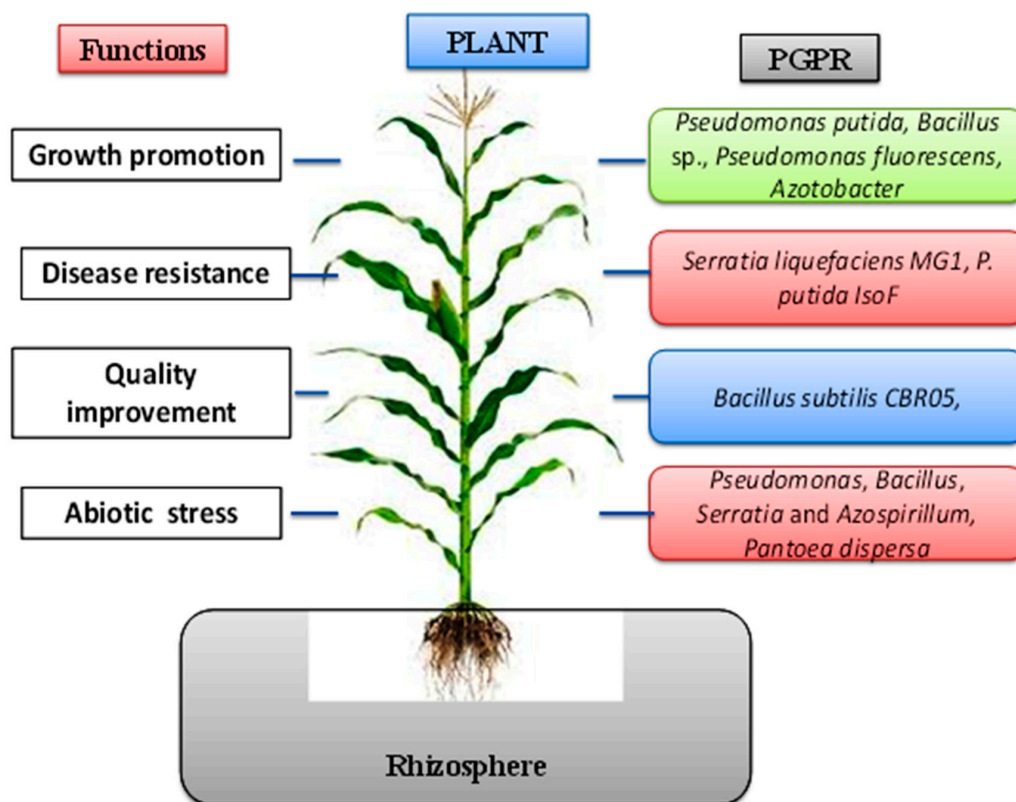 Functions
PLANT
PGPR
Growth promotion
Pseudomonas putida, Bacillus
sp., Pseudomonas fluorescens,
Azotobacter
Disease resistance
Serratia liquefaciens MG1, P.
putida IsoF
Quality
improvement
Bacillus subtilis CBR05,
Abiotic stress
Pseudomonas, Bacillus,
Serratia and Azospirillum,
Pantoea dispersa
Rhizosphere